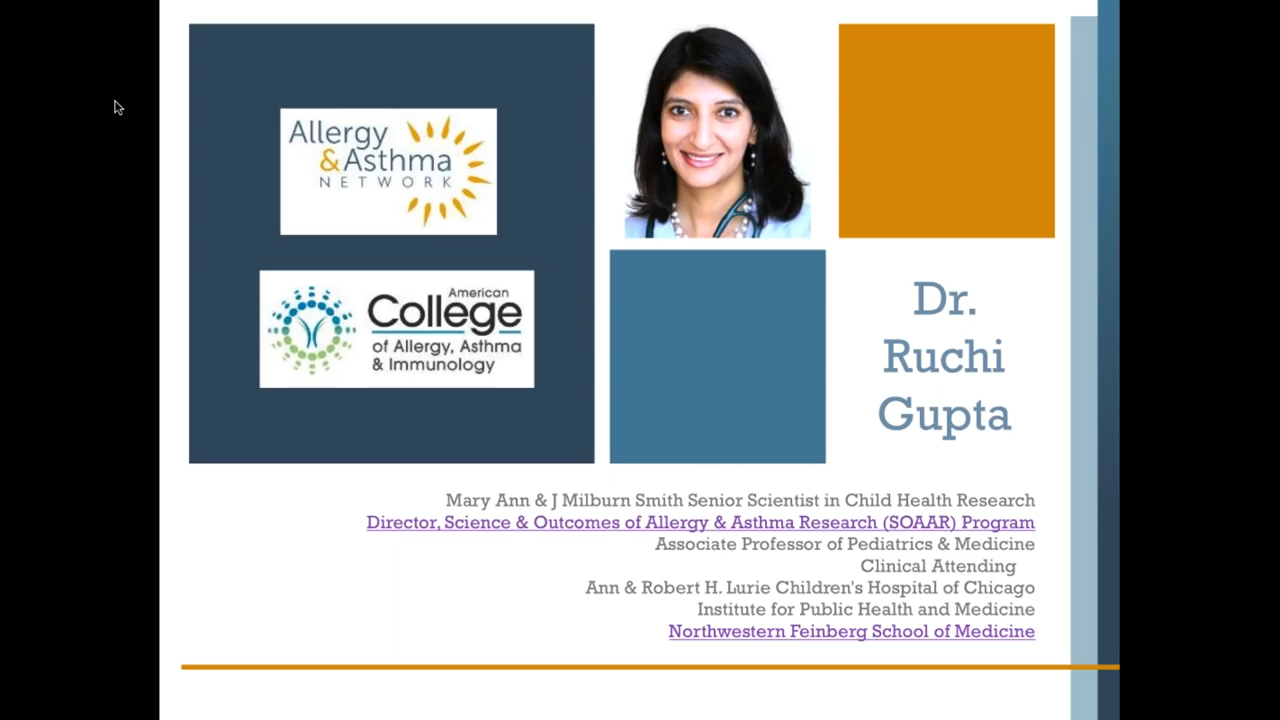 Allergy
&Asthma
NETWORK
American
College
of Allergy, Asthma
& Immunology
Dr.
Ruchi
Gupta
Mary Ann & J Milburn Smith Senior Scientist in Child Health Research
Director, Science & Outcomes of Allergy & Asthma Research (SOAAR) Program
Associate Professor of Pediatrics & Medicine
Clinical Attending
Ann & Robert H. Lurie Children's Hospital of Chicago
Institute for Public Health and Medicine
Northwestern Feinberg School of Medicine